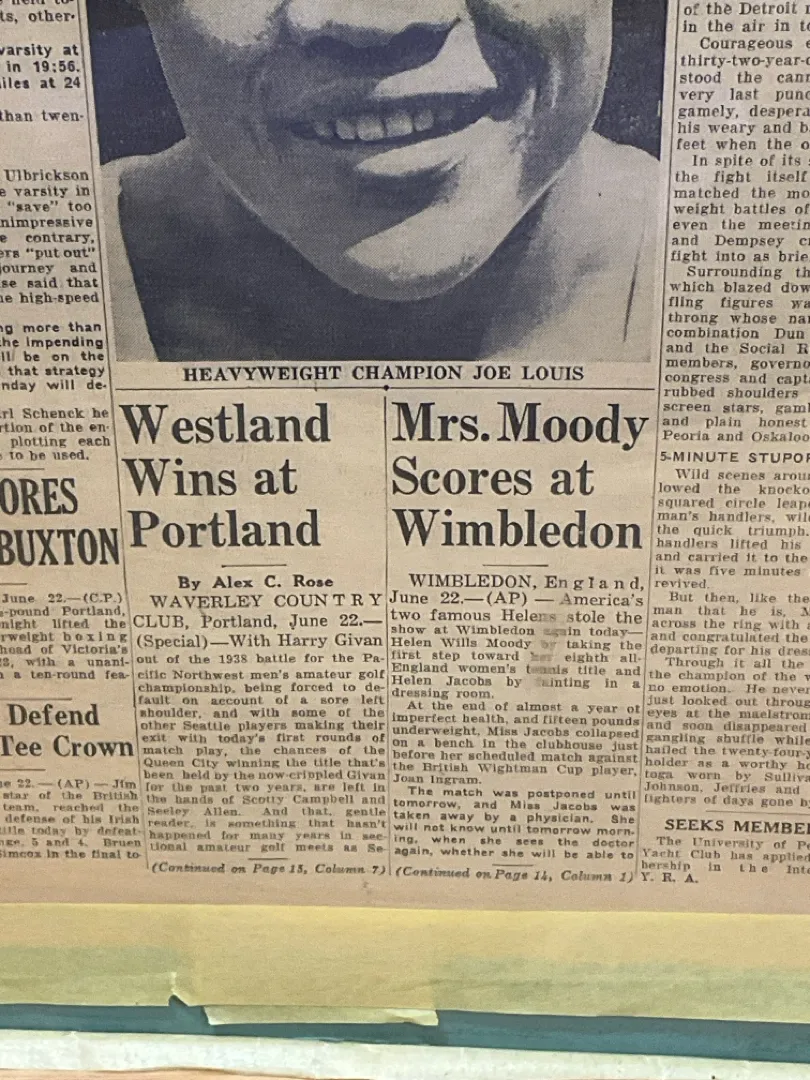 ts, other-
varsity at
in 19:56.
iles at 24
than twen-
Ulbrickson
e varsity in
"save" too
nimpressive
e contrary,
ers "put out"
journey and
se said that
he high-speed
ng more than
the impending
ll be on the
that strategy
nday will de-
arl Schenck he
rtion of the en-
plotting each
to be used.
ORES
BUXTON
June 22.—(C.P.)
-pound Portland,
night lifted the
rweight boxing
head of Victoria's
with a unani-
a ten-round fea-
Defend
Tee Crown
ne 22. — (AP) — Jim
star of the British
team, reached the
defense of his Irish
title today by defeat-
nge, 5 and 4. Bruen
Simcox in the final to-
HEAVYWEIGHT CHAMPION JOE LOUIS
Westland
Wins at
Portland
By Alex C. Rose
WAVERLEY COUNTRY
CLUB, Portland, June 22.—
(Special)—With Harry Givan
out of the 1938 battle for the Pa-
cific Northwest men's amateur golf
championship, being forced to de-
fault on account of a sore left
shoulder, and with some of the
other Seattle players making their
exit with today's first rounds of
match play, the chances of the
Queen City winning the title that's
been held by the now-crippled Givan
for the past two years, are left in
the hands of Scotty Campbell and
Seeley Allen. And that, gentle
reader, is something that hasn't
happened for many years in sec-
tional amateur golf meets as Se-
(Continued on Page 15, Column 7)
Mrs. Moody
Scores at
Wimbledon
WIMBLEDON, England,
June 22.—(AP) — America's
two famous Helens stole the
show at Wimbledon again today—
Helen Wills Moody by taking the
first step toward her eighth all-
England women's tennis title and
Helen Jacobs by fainting in a
dressing room.
At the end of almost a year of
imperfect health, and fifteen pounds
underweight, Miss Jacobs collapsed
on a bench in the clubhouse just
before her scheduled match against
the British Wightman Cup player,
Joan Ingram.
The match was postponed until
tomorrow, and Miss Jacobs was
taken away by a physician. She
will not know until tomorrow morn-
ing, when she sees the doctor
again, whether she will be able to
(Continued on Page 14, Column 1)
of the Detroit
in the air in
Courageous
thirty-two-year-o
stood the
very last punc
gamely, despera
his weary and b
feet when the o
In spite of its
the fight itself
matched the mo
weight battles of
even the meetin
and Dempsey
fight into as brie
Surrounding th
which blazed dow
fling figures wa
throng whose na
combination Dun
and the Social R
members, governo
congress and capt
rubbed shoulders
screen stars, gamb
and plain honest
Peoria and Oskaloo
5-MINUTE STUPOR
Wild scenes arou
lowed the knocko
squared circle leape
man's handlers, wil
the quick triumph.
handlers lifted his
and carried it to the
it was five minutes
revived.
But then, like the
man that he is, M
across the ring with a
and congratulated the
departing for his dres
Through it all the
the champion of the w
no emotion. He never
just looked out throug
eyes at the maelstrom
and soon disappeared
gangling shuffle while
hailed the twenty-four-y
holder as a worthy ho
toga worn by Sulliva
Johnson, Jeffries and
fighters of days gone by
SEEKS MEMBE
The University of Pe
Yacht Club has applied
bership in the Inte
Y. R. A.